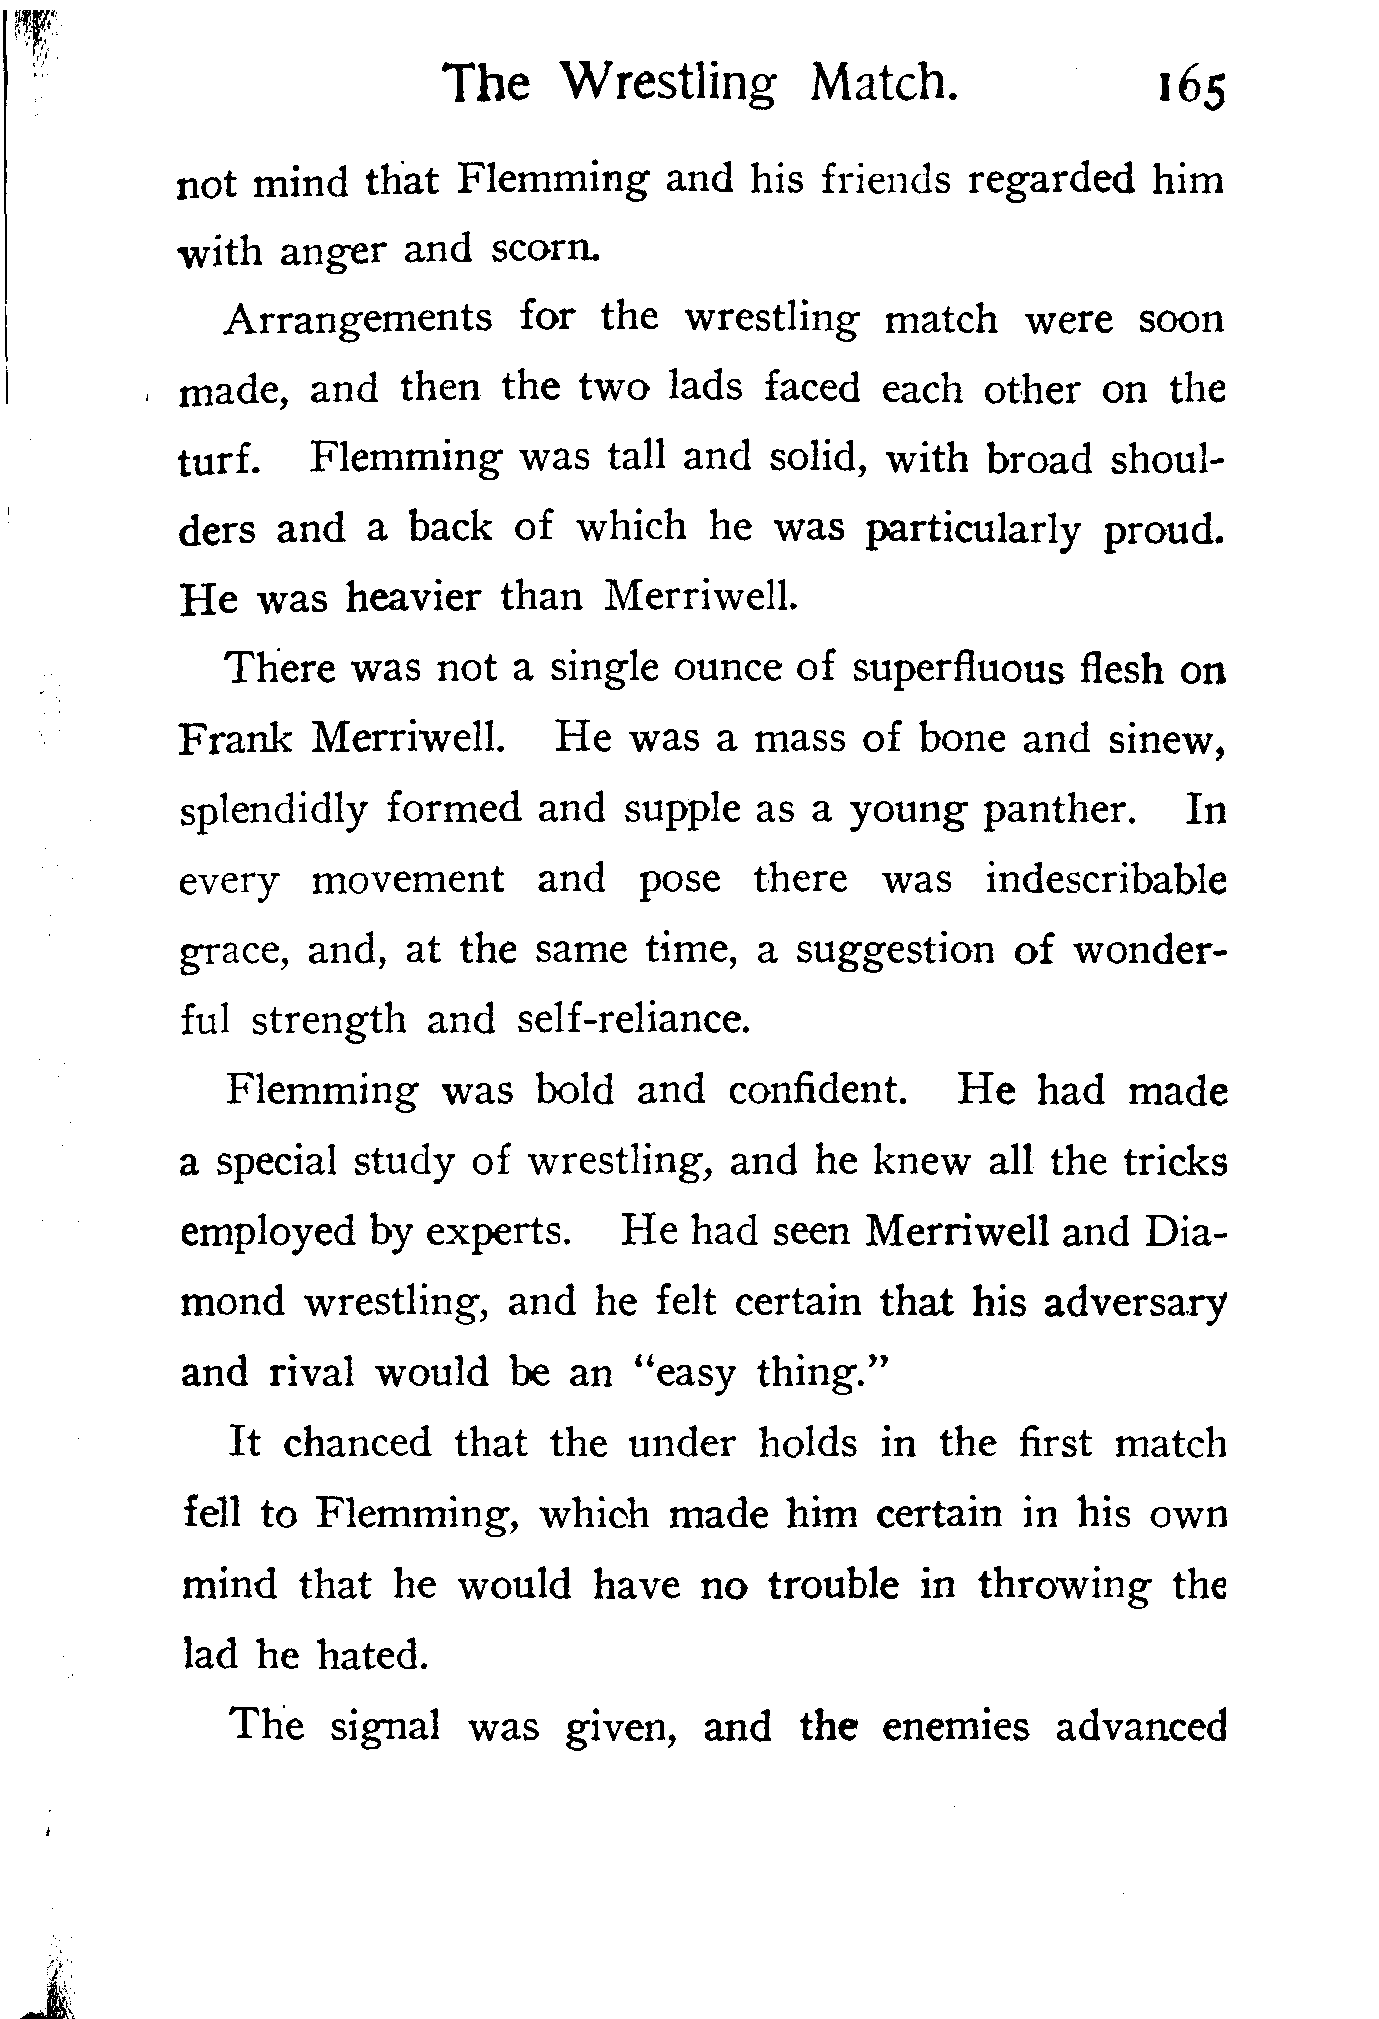 The Wrestling Match. 165
not mind that Flemming and his friends regarded him
with anger and scorn.
Arrangements for the wrestling match were soon
made, and then the two lads faced each other on the
turf. Flemming was tall and solid, with broad shoul-
ders and a back of which he was particularly proud.
He was heavier than Merriwell.
There was not a single ounce of superfluous flesh on
Frank Merriwell. He was a mass of bone and sinew,
splendidly formed and supple as a young panther. In
every movement and pose there was indescribable
grace, and, at the same time, a suggestion of wonder-
ful strength and self-reliance.
Flemming was bold and confident. He had made
a special study of wrestling, and he knew all the tricks
employed by experts. He had seen Merriwell and Dia-
mond wrestling, and he felt certain that his adversary
and rival would be an “easy thing.”
It chanced that the under holds in the first match
fell to Flemming, which made him certain in his own
mind that he would have no trouble in throwing the
lad he hated.
The signal was given, and the enemies advanced